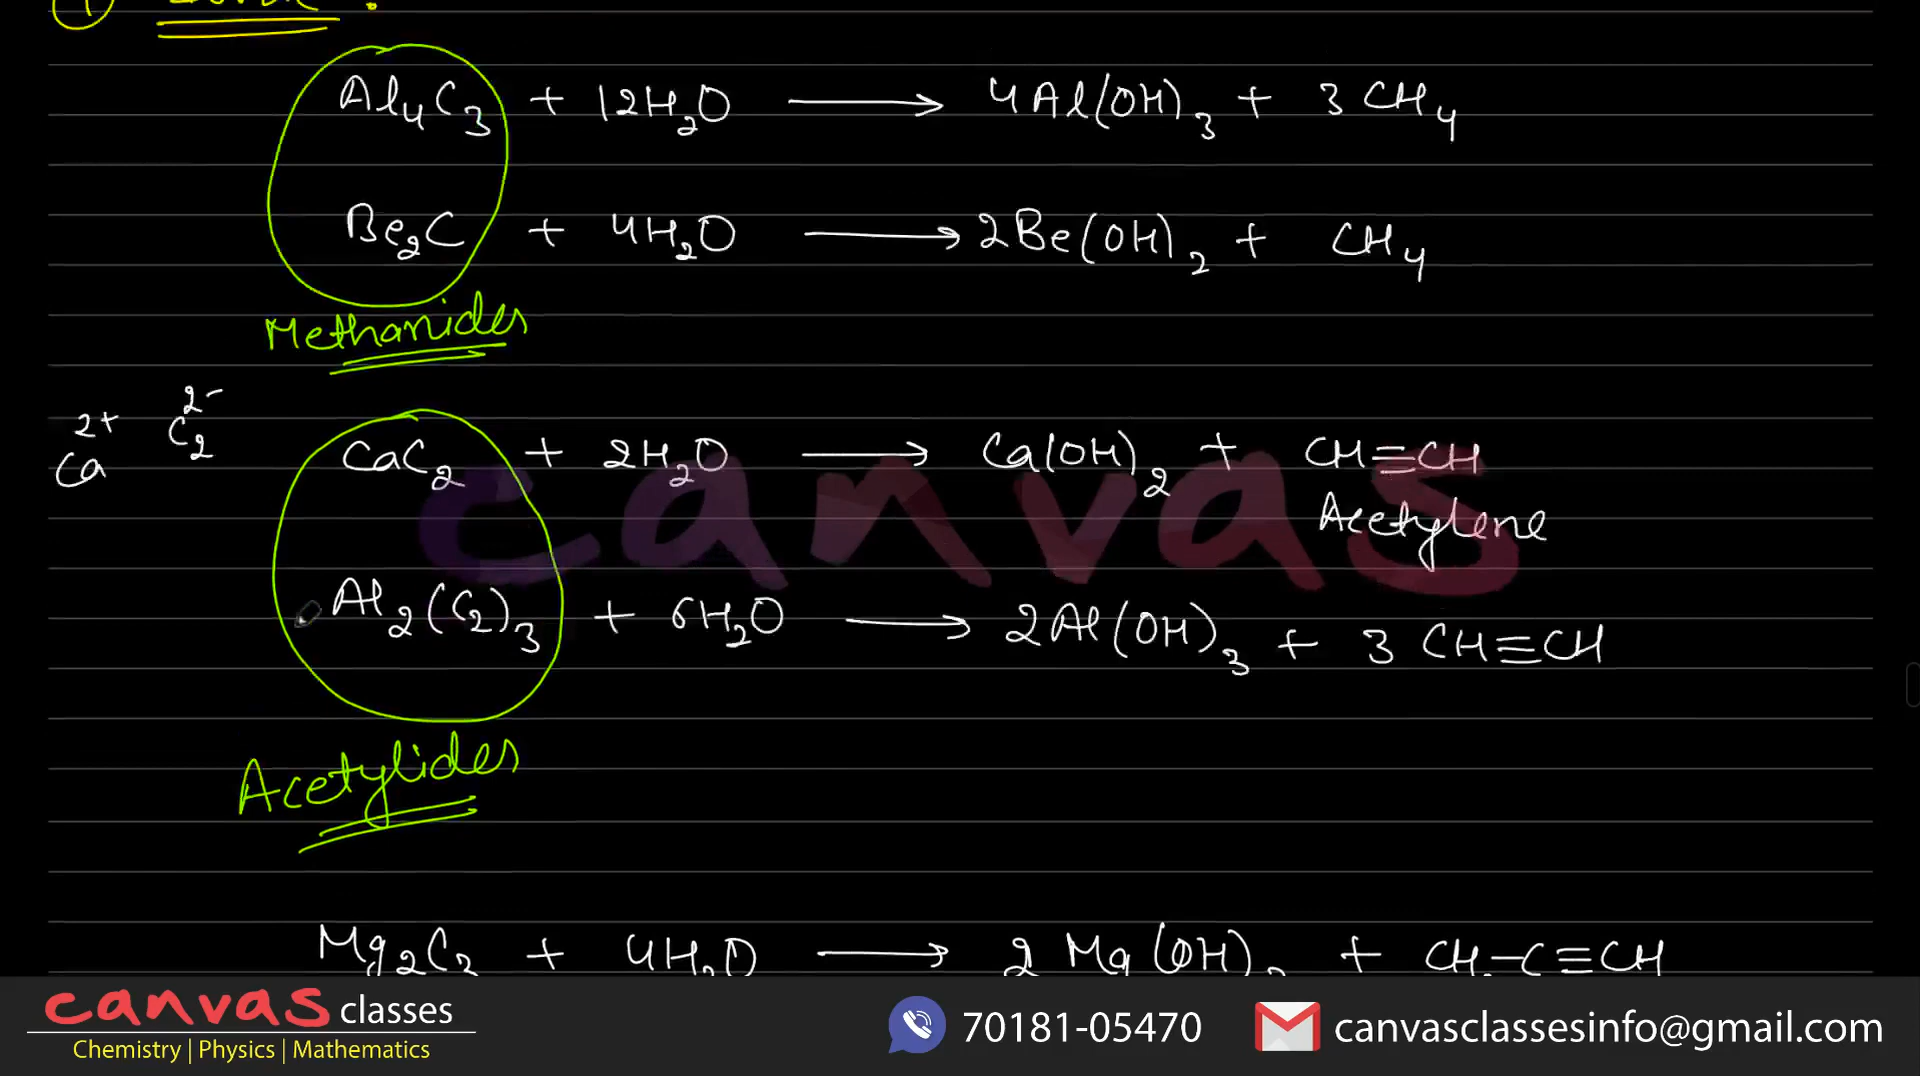 ①
Al₄C₃ + 12H₂O ⟶ 4Al(OH)₃ + 3CH₄
Be₂C + 4H₂O ⟶ 2Be(OH)₂ + CH₄
Methanides
Ca²⁺ C₂²⁻
CaC₂ + 2H₂O ⟶ Ca(OH)₂ + CH≡CH
Acetylene
Al₂(C₂)₃ + 6H₂O ⟶ 2Al(OH)₃ + 3CH≡CH
Acetylides
Mg₂C₃ + 4H₂O ⟶ 2Mg(OH)₂ + CH₃-C≡CH
canvas
canvas classes
Chemistry | Physics | Mathematics
70181-05470
canvasclassesinfo@gmail.com